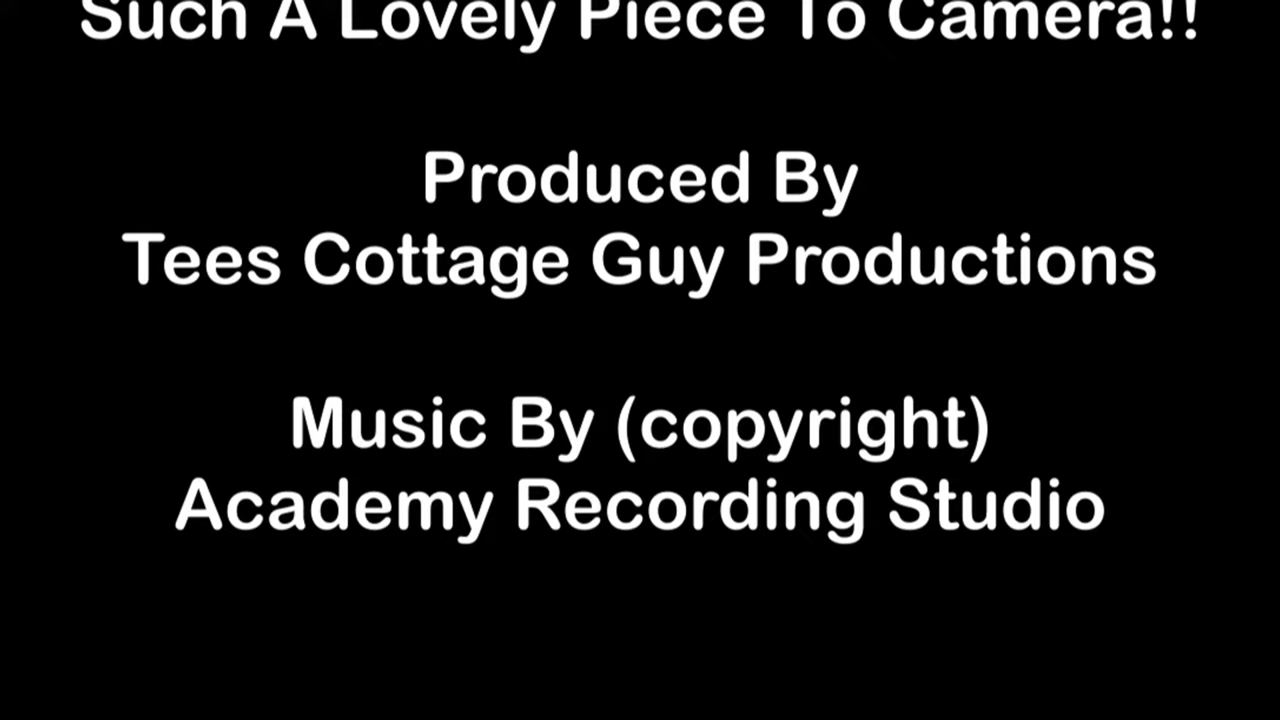 Such A Lovely Piece To Camera!!
Produced By
Tees Cottage Guy Productions
Music By (copyright)
Academy Recording Studio